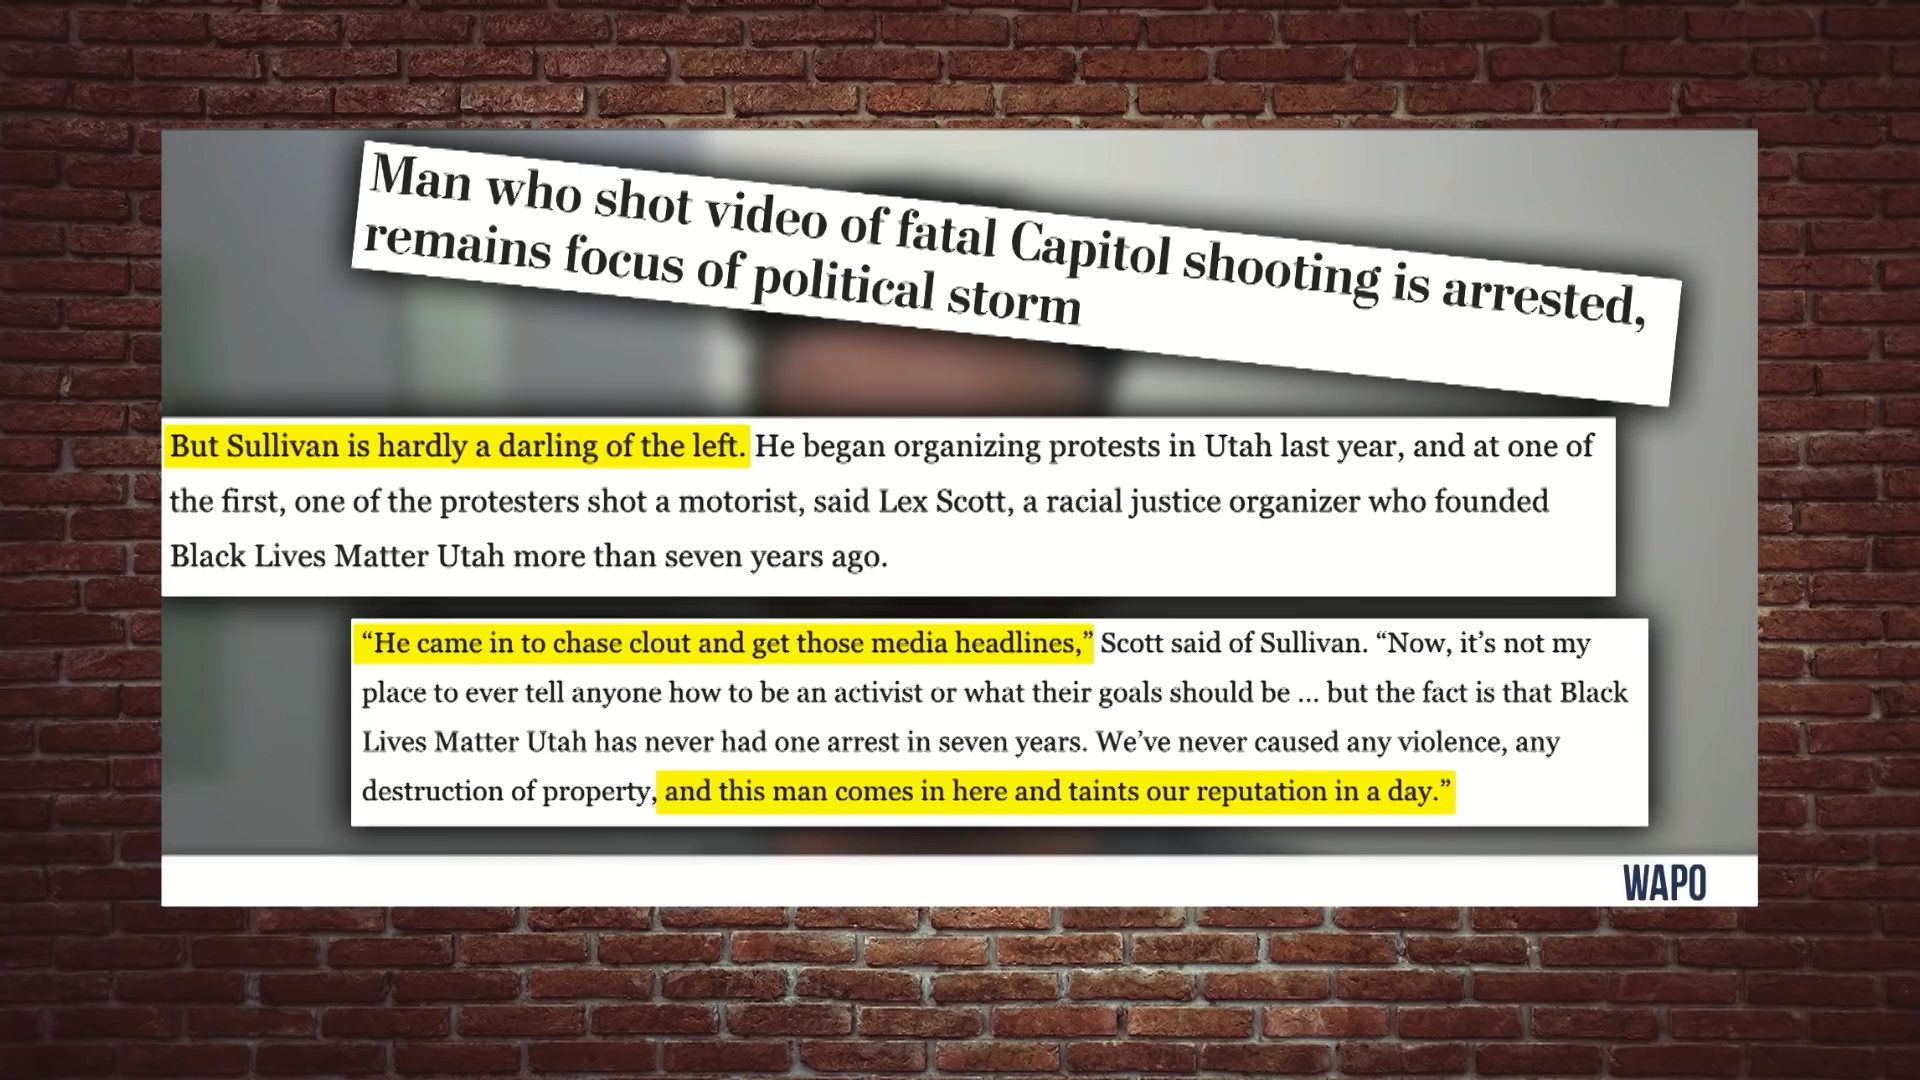 Man who shot video of fatal Capitol shooting is arrested,
remains focus of political storm
But Sullivan is hardly a darling of the left. He began organizing protests in Utah last year, and at one of
the first, one of the protesters shot a motorist, said Lex Scott, a racial justice organizer who founded
Black Lives Matter Utah more than seven years ago.
“He came in to chase clout and get those media headlines,” Scott said of Sullivan. “Now, it’s not my
place to ever tell anyone how to be an activist or what their goals should be ... but the fact is that Black
Lives Matter Utah has never had one arrest in seven years. We’ve never caused any violence, any
destruction of property, and this man comes in here and taints our reputation in a day.”
WAPO